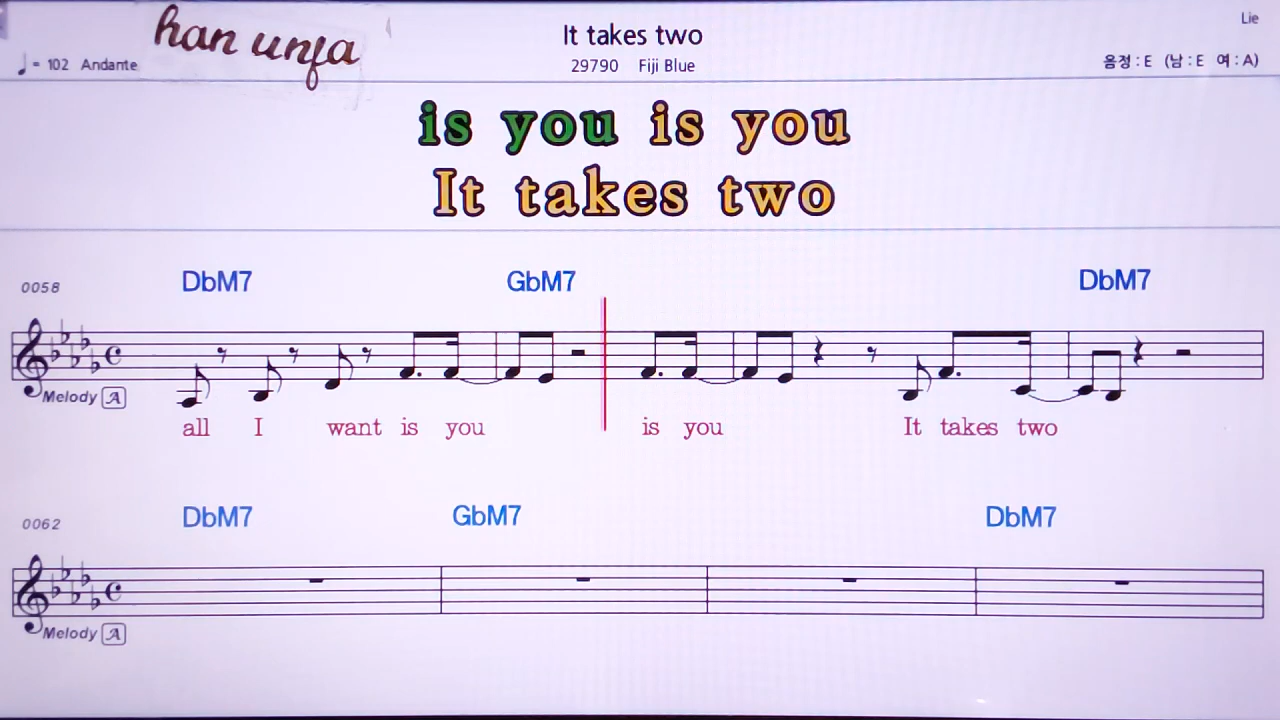 han unfa
It takes two
Lie
♩= 102 Andante
29790 Fiji Blue
음정 : E (남 : E 여 : A)
is you is you
It takes two
0058
DbM7 GbM7 DbM7
Melody A
all I want is you is you It takes two
0062
DbM7 GbM7 DbM7
Melody A